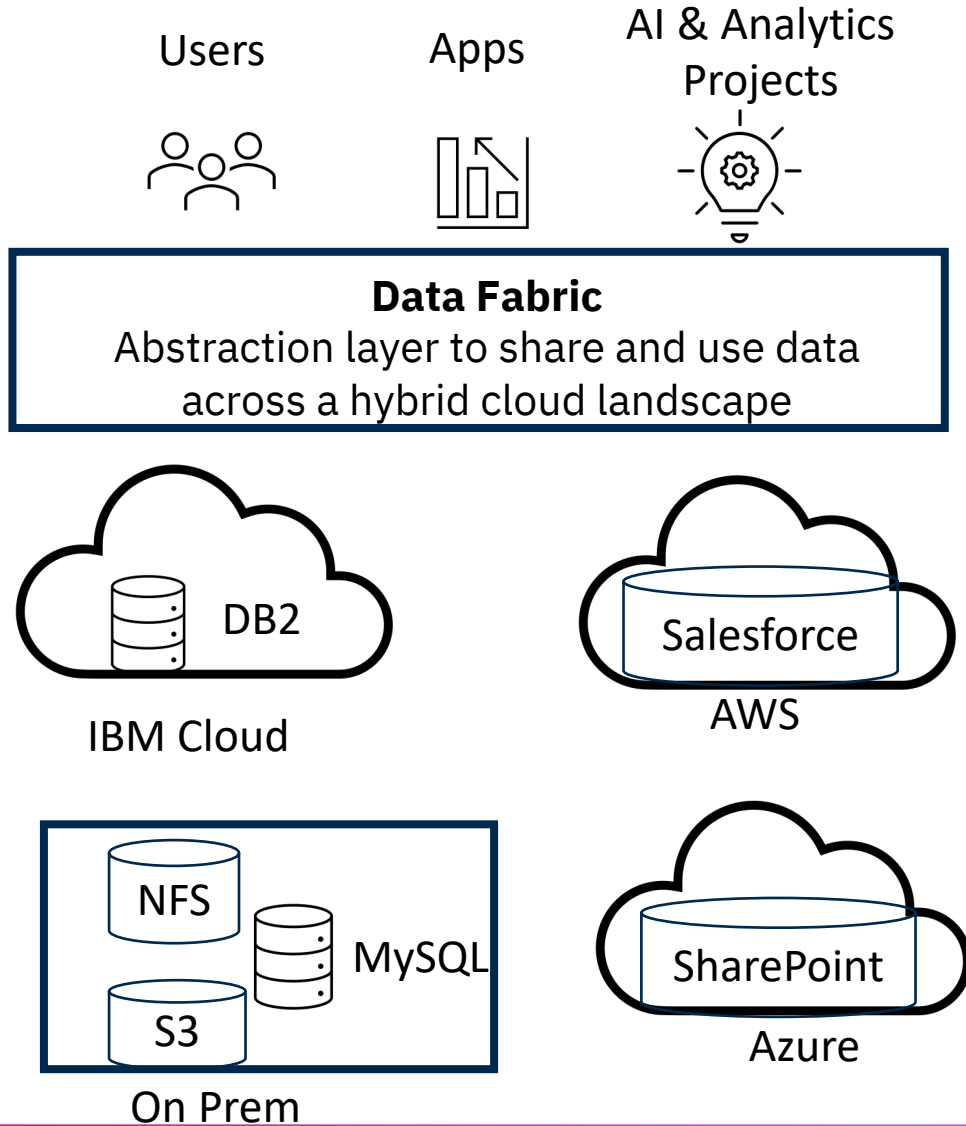 Users
Apps
AI & Analytics
Projects
Data Fabric
Abstraction layer to share and use data
across a hybrid cloud landscape
DB2
IBM Cloud
Salesforce
AWS
NFS
MySQL
S3
On Prem
SharePoint
Azure